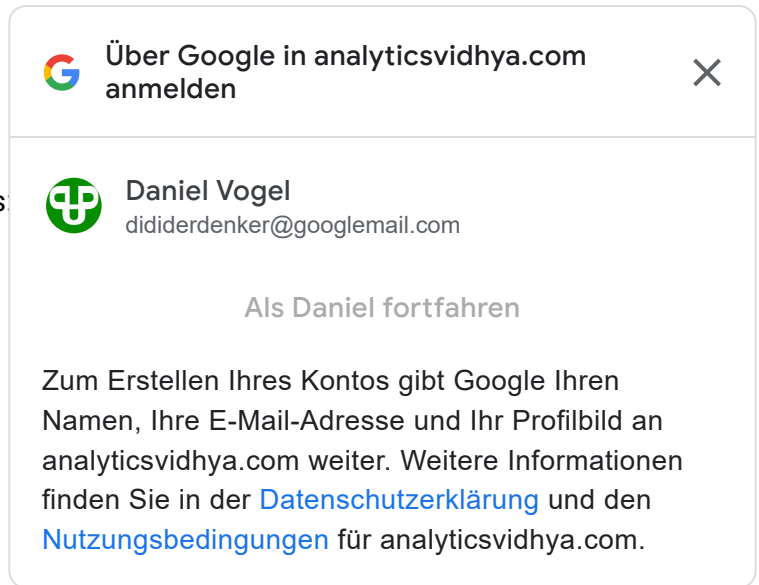 Über Google in analyticsvidhya.com
anmelden
Daniel Vogel
dididerdenker@googlemail.com
Als Daniel fortfahren
Zum Erstellen Ihres Kontos gibt Google Ihren
Namen, Ihre E-Mail-Adresse und Ihr Profilbild an
analyticsvidhya.com weiter. Weitere Informationen
finden Sie in der Datenschutzerklärung und den
Nutzungsbedingungen für analyticsvidhya.com.